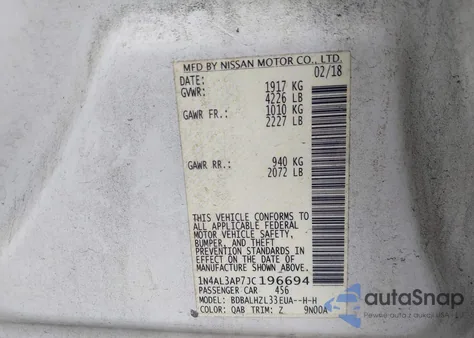 MFD BY NISSAN MOTOR CO., LTD.
DATE: 02/18
GVWR: 1917 KG
4226 LB
GAWR FR.: 1010 KG
2227 LB
GAWR RR.: 940 KG
2072 LB
THIS VEHICLE CONFORMS TO
ALL APPLICABLE FEDERAL
MOTOR VEHICLE SAFETY,
BUMPER, AND THEFT
PREVENTION STANDARDS IN
EFFECT ON THE DATE OF
MANUFACTURE SHOWN ABOVE.
1N4AL3AP7JC196694
PASSENGER CAR 456
MODEL: BDBALHZL33EUA--H-H
COLOR: QAB TRIM: Z 9N00A
autoSnap
Pewne auta z aukcji